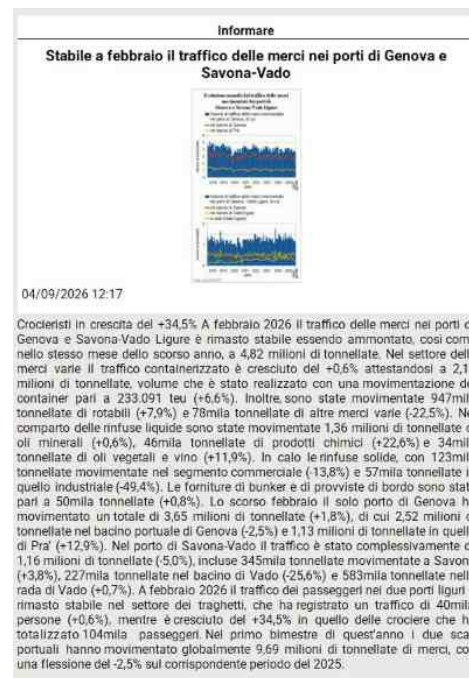 Informare
Stabile a febbraio il traffico delle merci nei porti di Genova e
Savona-Vado
04/09/2026 12:17
Crocieristi in crescita del +34,5% A febbraio 2026 il traffico delle merci nei porti
Genova e Savona-Vado Ligure è rimasto stabile essendo ammontato, così com
nello stesso mese dello scorso anno, a 4,82 milioni di tonnellate. Nel settore dell
merci varie il traffico containerizzato è cresciuto del +0,6% attestandosi a 2,1
milioni di tonnellate, volume che è stato realizzato con una movimentazione de
container pari a 233.091 teu (+6,6%). Inoltre, sono state movimentate 947mil
tonnellate di rotabili (+7,9%) e 78mila tonnellate di altre merci varie (-22,5%). Ne
comparto delle rinfuse liquide sono state movimentate 1,36 milioni di tonnellate
oli minerali (+0,6%), 46mila tonnellate di prodotti chimici (+22,6%) e 34mil
tonnellate di oli vegetali e vino (+11,9%). In calo le rinfuse solide, con 123mil
tonnellate movimentate nel segmento commerciale (-13,8%) e 57mila tonnellate i
quello industriale (-49,4%). Le forniture di bunker e di provviste di bordo sono stat
pari a 50mila tonnellate (+0,8%). Lo scorso febbraio il solo porto di Genova h
movimentato un totale di 3,65 milioni di tonnellate (+1,8%), di cui 2,52 milioni
tonnellate nel bacino portuale di Genova (-2,5%) e 1,13 milioni di tonnellate in quell
di Pra' (+12,9%). Nel porto di Savona-Vado il traffico è stato complessivamente
1,16 milioni di tonnellate (-5,0%), incluse 345mila tonnellate movimentate a Savon
(+3,8%), 227mila tonnellate nel bacino di Vado (-25,6%) e 583mila tonnellate nell
rada di Vado (+0,7%). A febbraio 2026 il traffico dei passeggeri nei due porti liguri
rimasto stabile nel settore dei traghetti, che ha registrato un traffico di 40mil
persone (+0,6%), mentre è cresciuto del +34,5% in quello delle crociere che h
totalizzato 104mila passeggeri. Nel primo bimestre di quest'anno i due sca
portuali hanno movimentato globalmente 9,69 milioni di tonnellate di merci, co
una flessione del -2,5% sul corrispondente periodo del 2025.